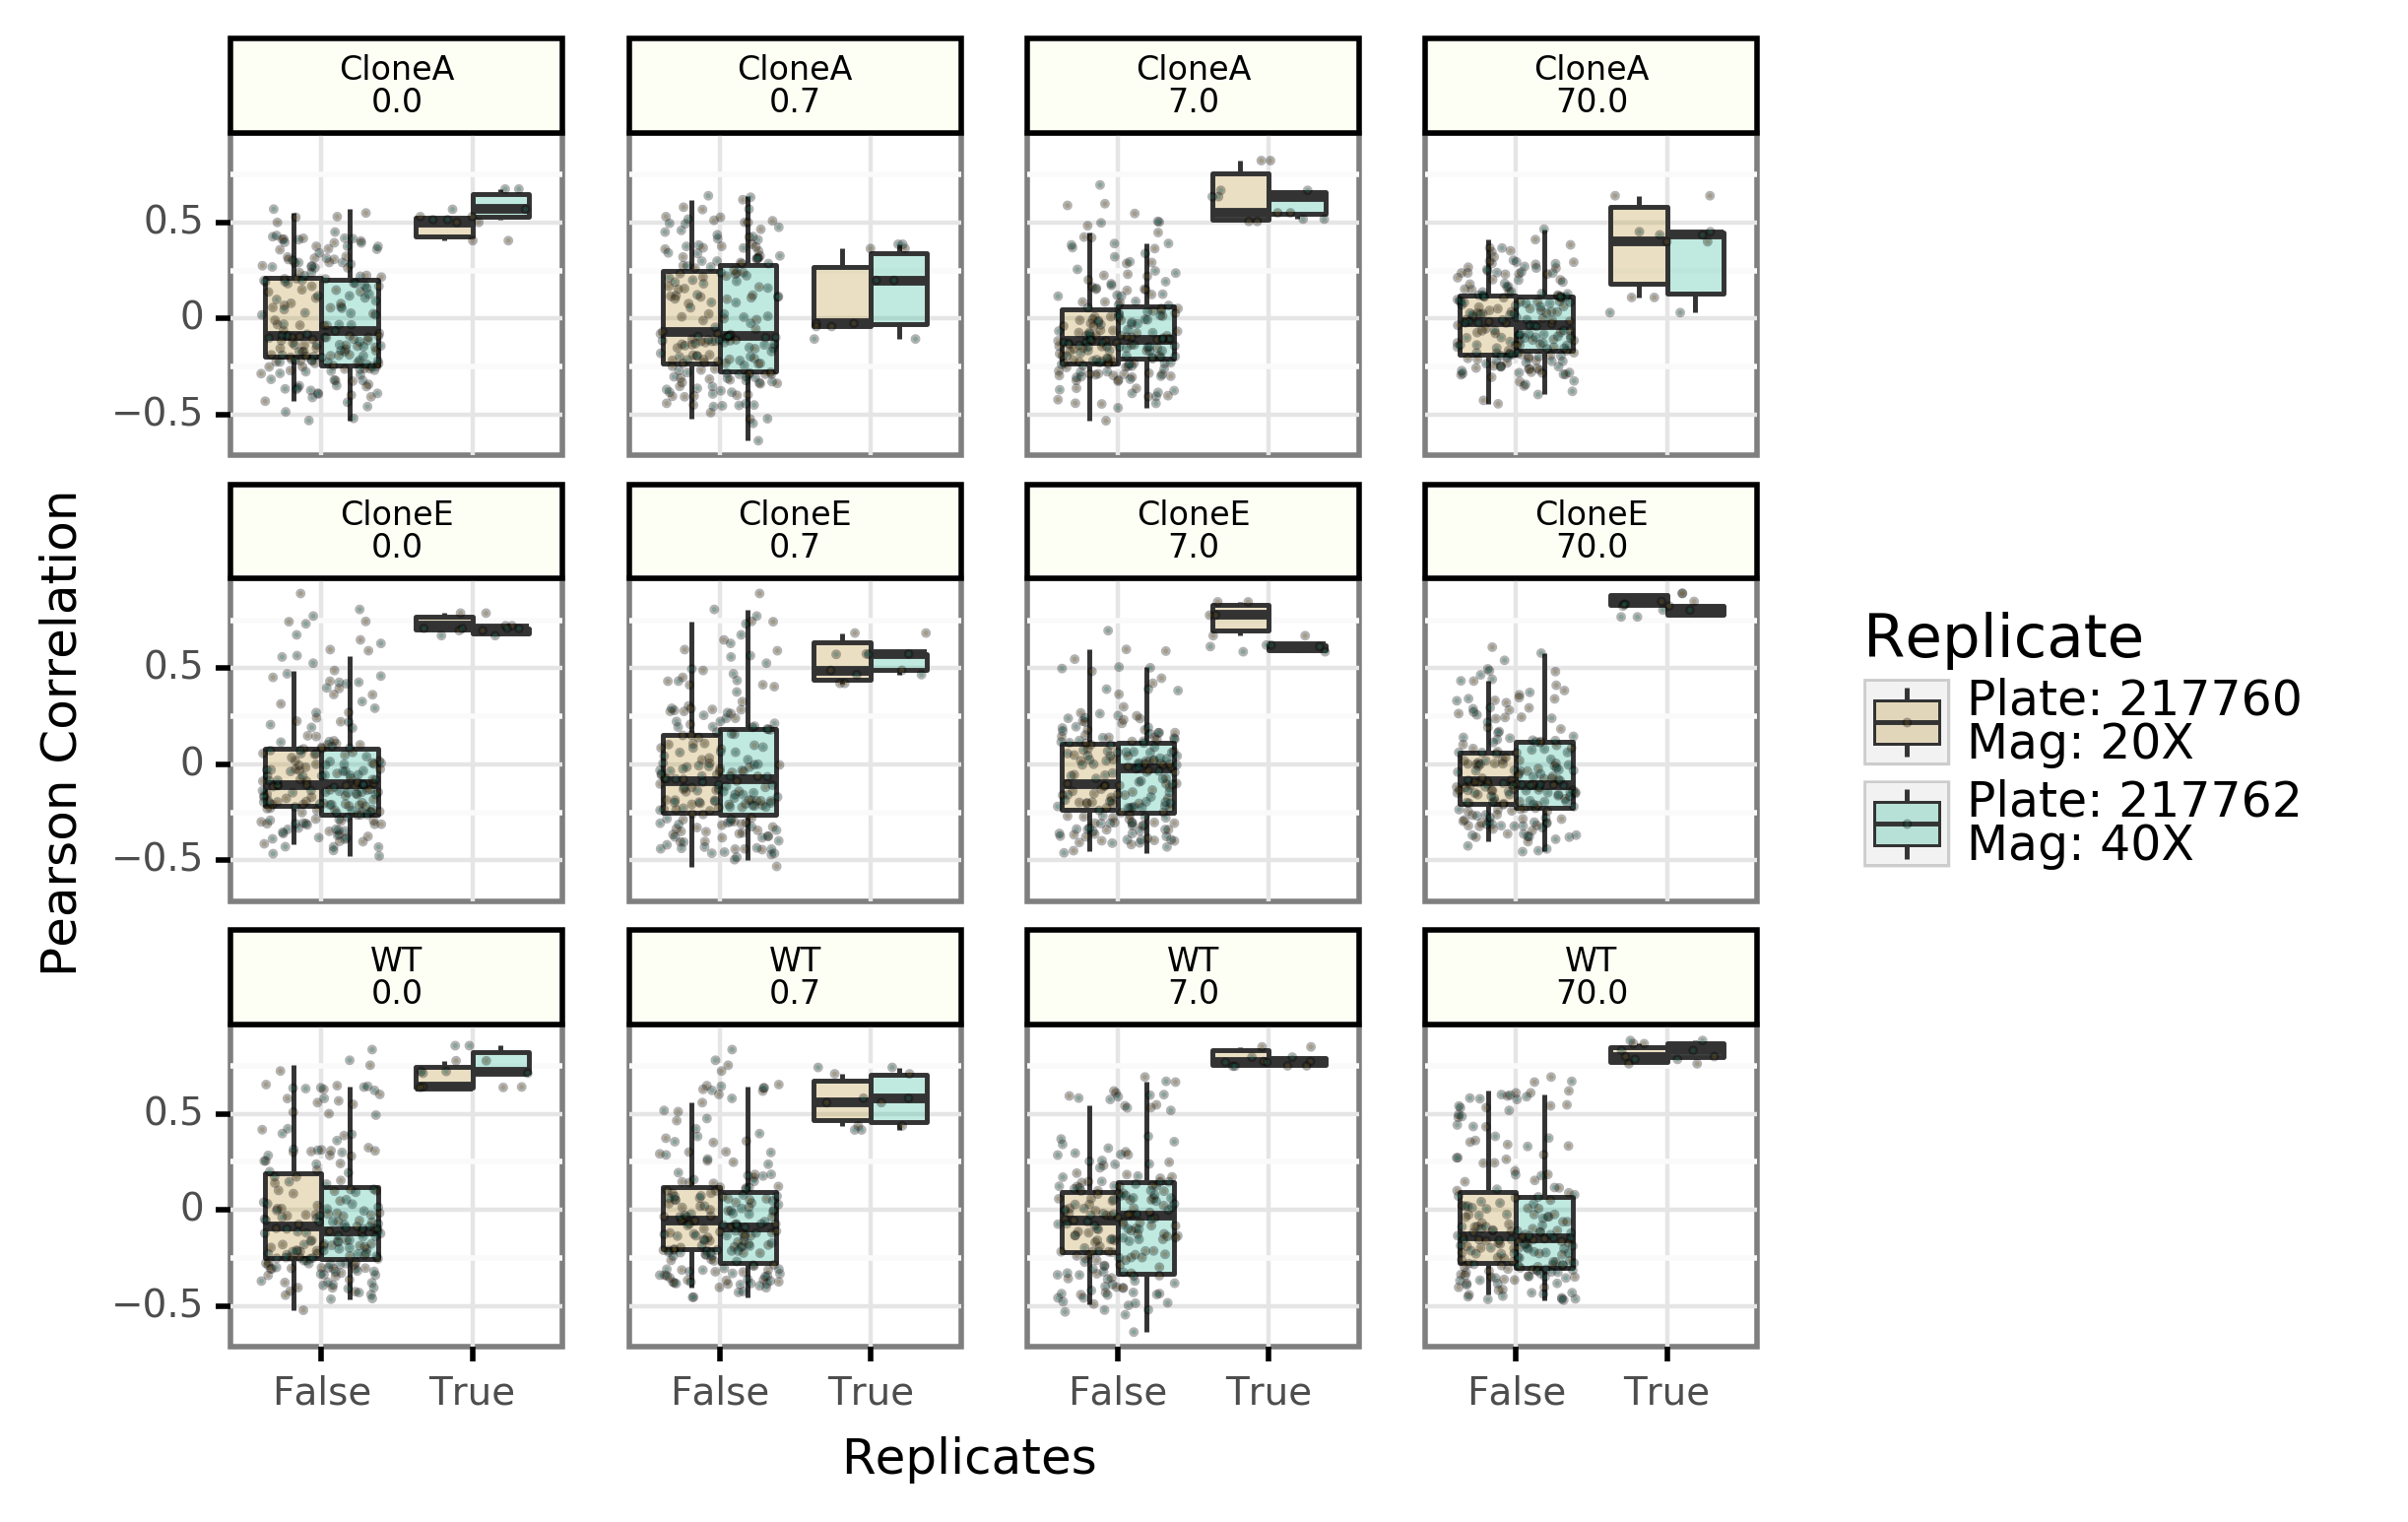 CloneA
0.0
CloneA
0.7
CloneA
7.0
CloneA
70.0
0.5
0
−0.5
CloneE
0.0
CloneE
0.7
CloneE
7.0
CloneE
70.0
0.5
0
−0.5
WT
0.0
WT
0.7
WT
7.0
WT
70.0
0.5
0
−0.5
False True
False True
False True
False True
Replicates
Pearson Correlation
Replicate
Plate: 217760
Mag: 20X
Plate: 217762
Mag: 40X